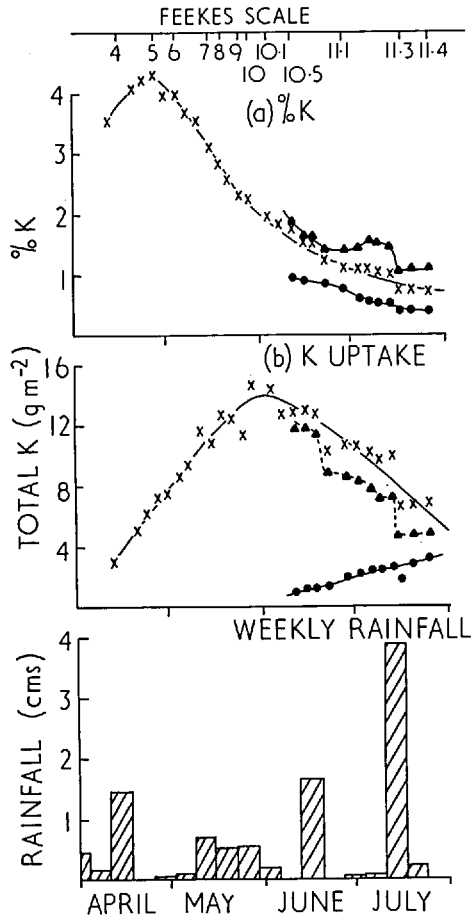 FEEKES SCALE
4 5 6 7 8 9 10·1 11·1 11·3 11·4
10 10·5
(a) %K
4
3
2
1
%K
(b) K UPTAKE
16
12
8
4
TOTAL K (g m⁻²)
WEEKLY RAINFALL
4
3
2
1
RAINFALL (cms)
APRIL MAY JUNE JULY